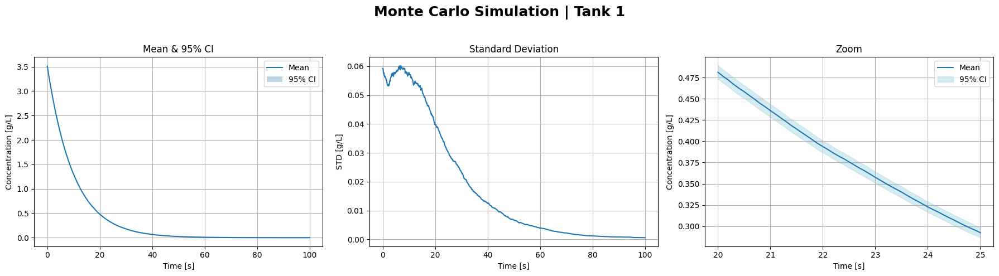 Monte Carlo Simulation | Tank 1
Mean & 95% CI
Concentration [g/L]
3.5
3.0
2.5
2.0
1.5
1.0
0.5
0.0
Mean
95% CI
0 20 40 60 80 100
Time [s]
Standard Deviation
STD [g/L]
0.06
0.05
0.04
0.03
0.02
0.01
0.00
0 20 40 60 80 100
Time [s]
Zoom
Concentration [g/L]
0.475
0.450
0.425
0.400
0.375
0.350
0.325
0.300
Mean
95% CI
20 21 22 23 24 25
Time [s]